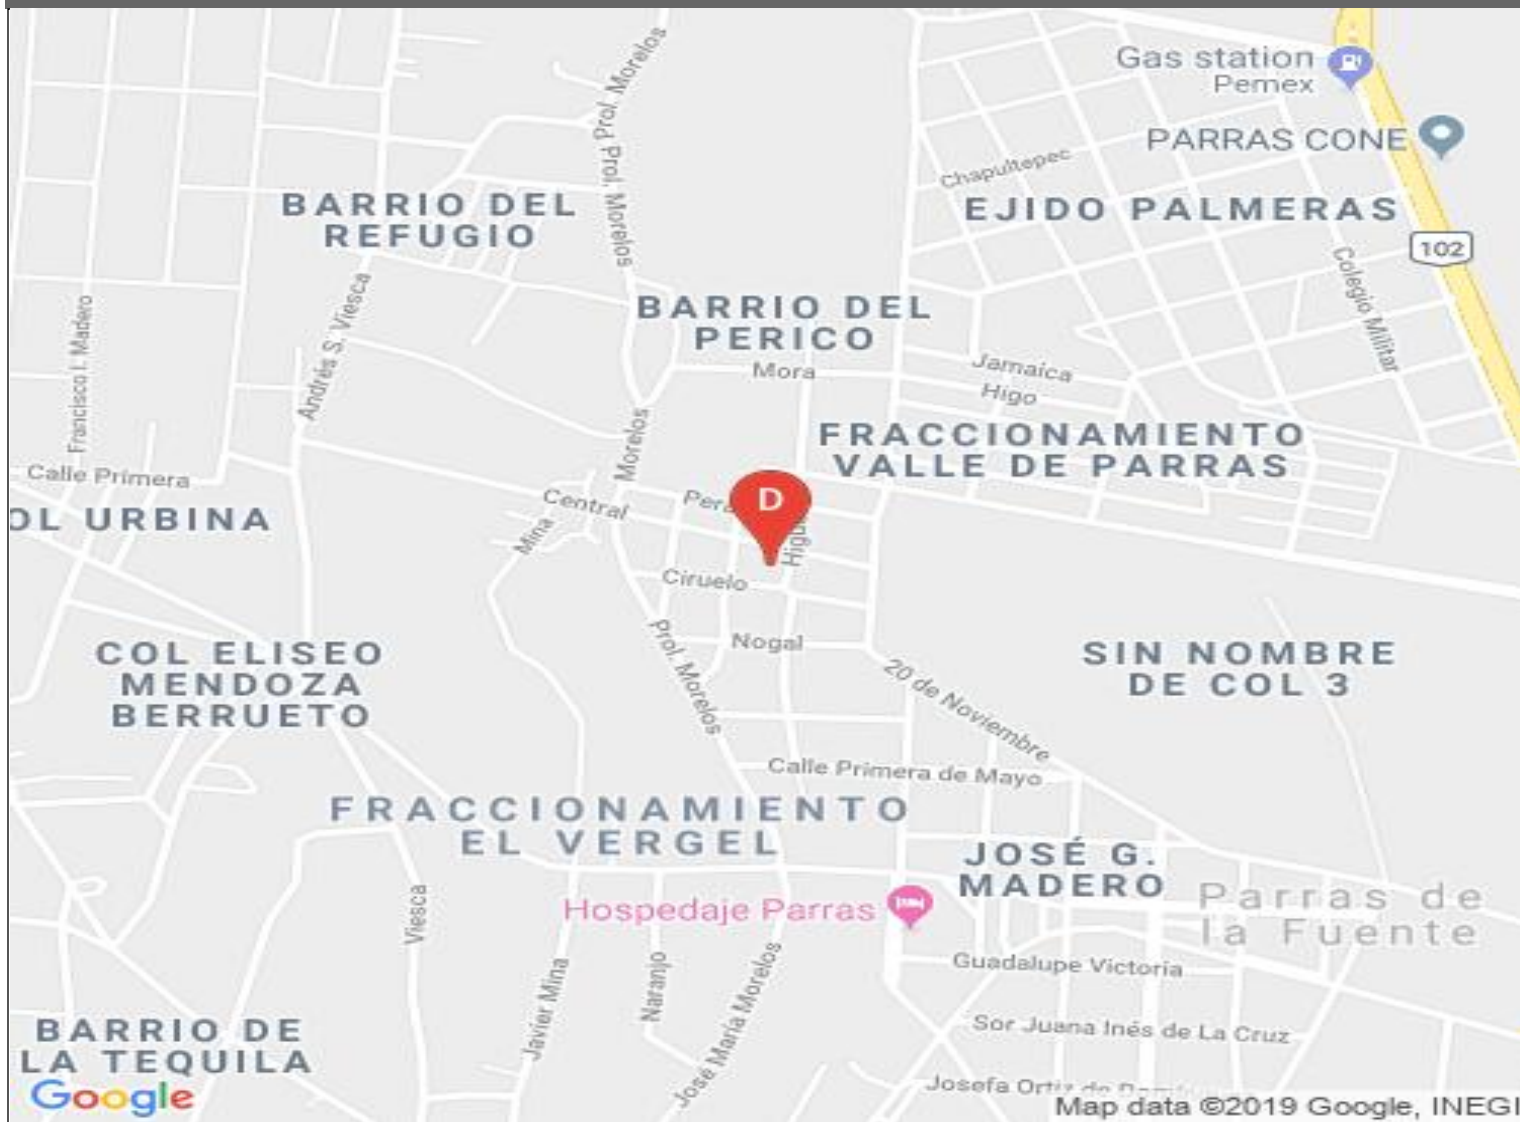 Prol. Morelos
Prol. Morelos
Gas station
Pemex
PARRAS CONE
Chapultepec
BARRIO DEL
REFUGIO
EJIDO PALMERAS
102
Colegio Militar
Francisco I. Madero
Andrés S. Viesca
BARRIO DEL
PERICO
Mora
Jamaica
Higo
Morelos
FRACCIONAMIENTO
VALLE DE PARRAS
Calle Primera
OL URBINA
Central
Mina
D
Ciruelo
Nogal
Prol. Morelos
20 de Noviembre
COL ELISEO
MENDOZA
BERRUETO
SIN NOMBRE
DE COL 3
Calle Primera de Mayo
FRACCIONAMIENTO
EL VERGEL
JOSÉ G.
MADERO
Parras de
la Fuente
Hospedaje Parras
Viesca
Javier Mina
Naranjo
José María Morelos
Guadalupe Victoria
Sor Juana Inés de La Cruz
Josefa Ortiz de
BARRIO DE
LA TEQUILA
Google
Map data ©2019 Google, INEGI